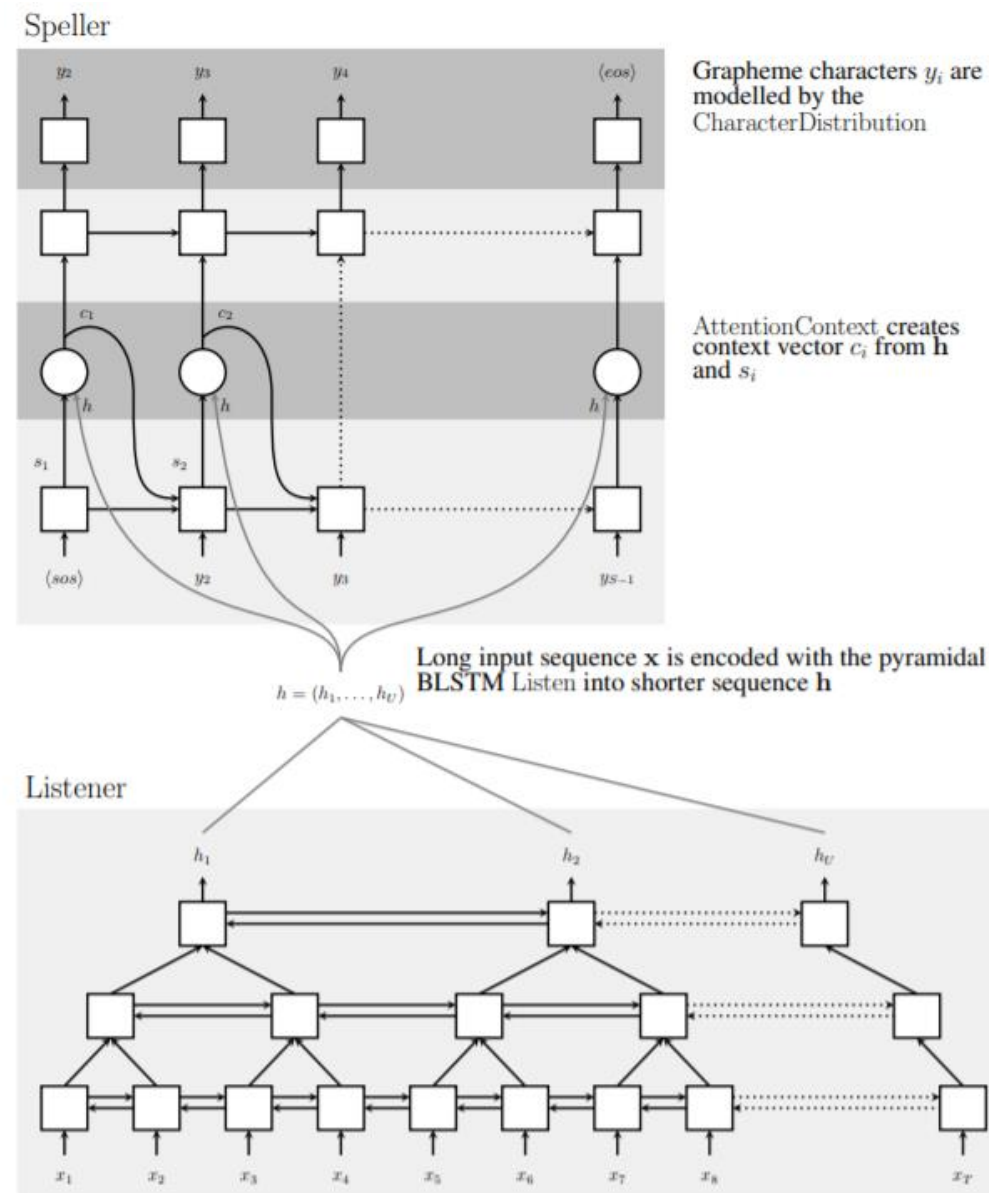 Speller
y₂ y₃ y₄ ⟨eos⟩
Grapheme characters yᵢ are
modelled by the
CharacterDistribution
c₁ c₂
AttentionContext creates
context vector cᵢ from h
and sᵢ
h h h
s₁ s₂
⟨sos⟩ y₂ y₃ yS−1
Long input sequence x is encoded with the pyramidal
BLSTM Listen into shorter sequence h
h = (h₁, . . . , hU)
Listener
h₁ h₂ hU
x₁ x₂ x₃ x₄ x₅ x₆ x₇ x₈ xT